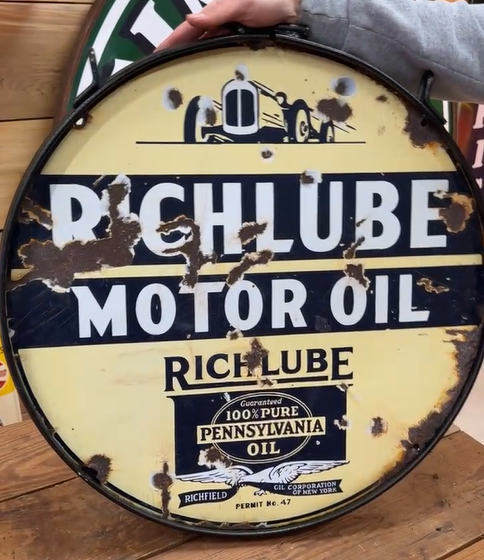 RICHLUBE
MOTOR OIL
RICHLUBE
Guaranteed
100% PURE
PENNSYLVANIA
OIL
RICHFIELD
OIL CORPORATION
OF NEW YORK
PERMIT No. 47